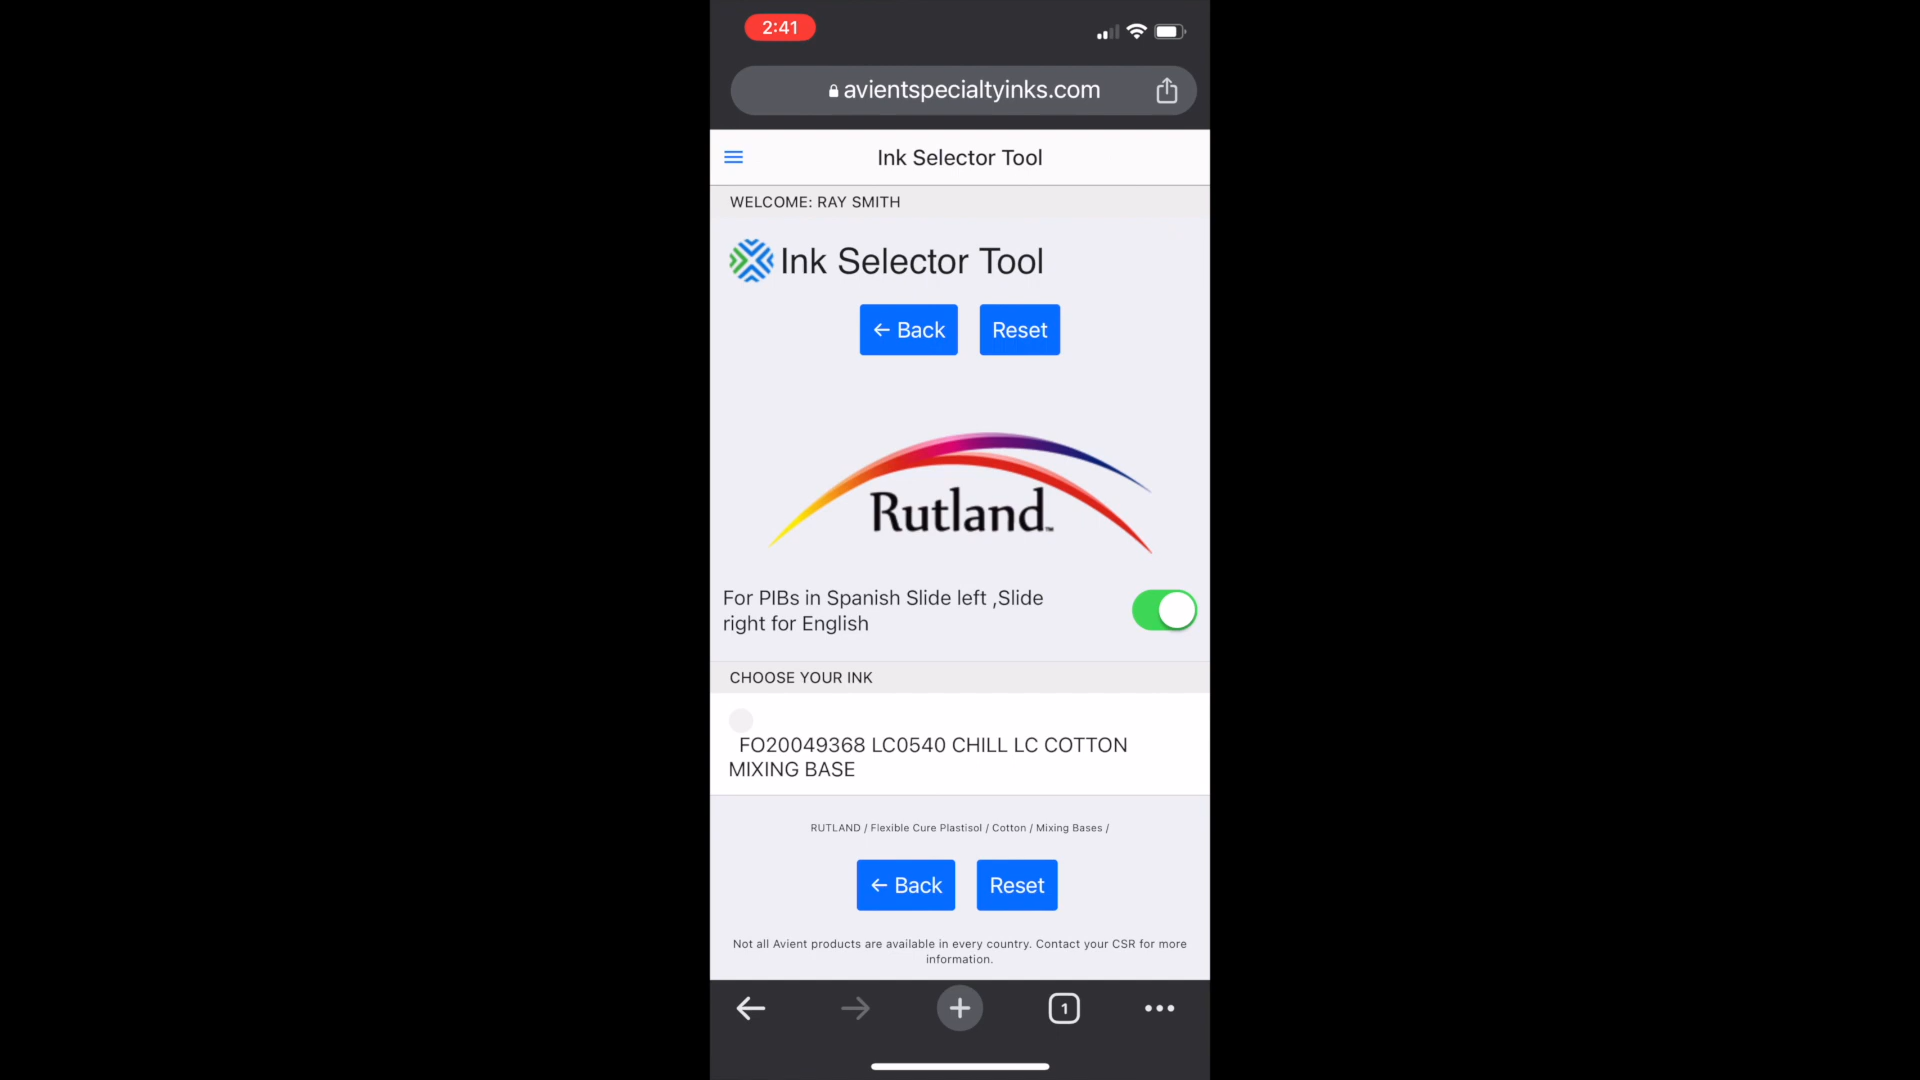 2:41
avientspecialtyinks.com
Ink Selector Tool
WELCOME: RAY SMITH
Ink Selector Tool
← Back Reset
Rutland™
For PIBs in Spanish Slide left ,Slide
right for English
CHOOSE YOUR INK
FO20049368 LC0540 CHILL LC COTTON
MIXING BASE
RUTLAND / Flexible Cure Plastisol / Cotton / Mixing Bases /
← Back Reset
Not all Avient products are available in every country. Contact your CSR for more
information.
1